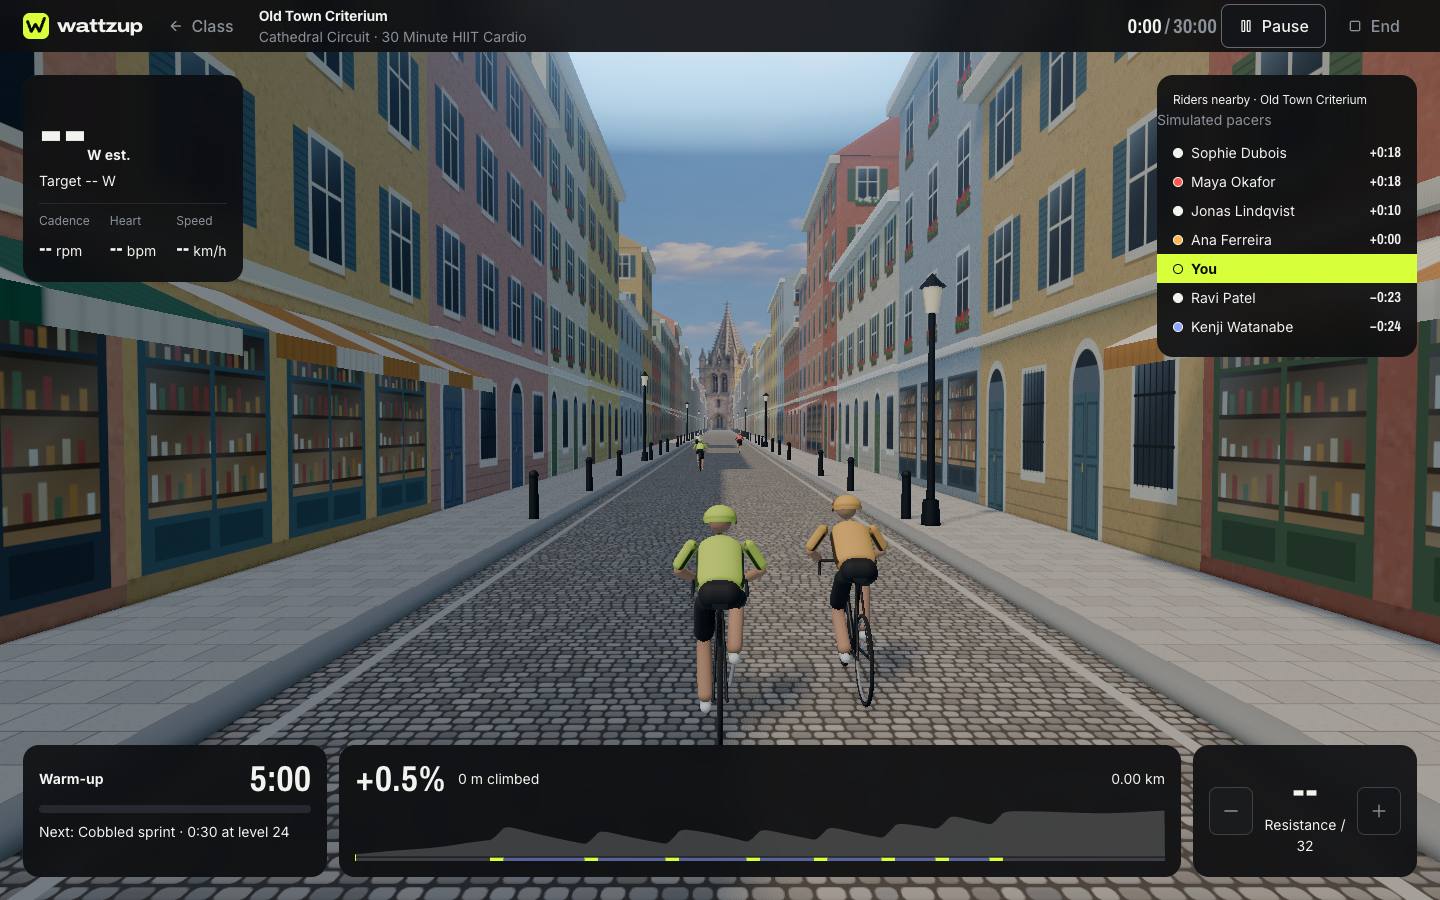 wattzup
Class
Old Town Criterium
Cathedral Circuit · 30 Minute HIIT Cardio
0:00 / 30:00
Pause
End
--
W est.
Target -- W
Cadence Heart Speed
-- rpm -- bpm -- km/h
Riders nearby · Old Town Criterium
Simulated pacers
Sophie Dubois +0:18
Maya Okafor +0:18
Jonas Lindqvist +0:10
Ana Ferreira +0:00
You
Ravi Patel −0:23
Kenji Watanabe −0:24
Warm-up 5:00
Next: Cobbled sprint · 0:30 at level 24
+0.5% 0 m climbed 0.00 km
--
Resistance /
32